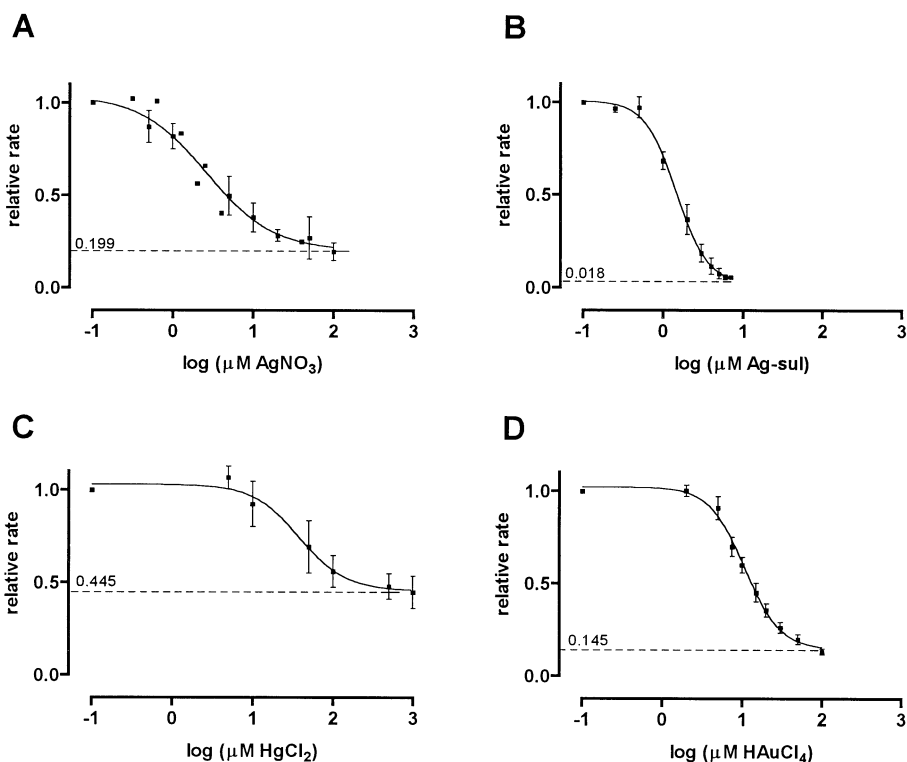 A
relative rate
1.0
0.5
0.0
0.199
-1 0 1 2 3
log (μM AgNO3)
B
relative rate
1.0
0.5
0.0
0.018
-1 0 1 2 3
log (μM Ag-sul)
C
relative rate
1.0
0.5
0.0
0.445
-1 0 1 2 3
log (μM HgCl2)
D
relative rate
1.0
0.5
0.0
0.145
-1 0 1 2 3
log (μM HAuCl4)